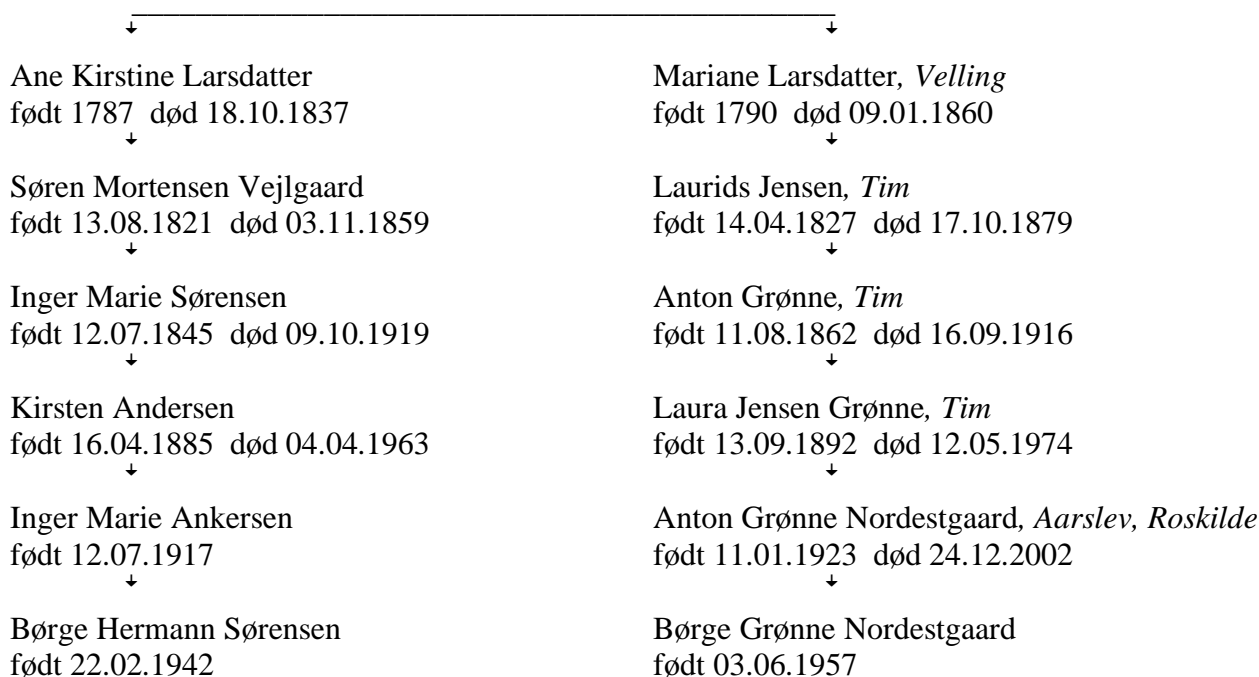 Ane Kirstine Larsdatter
født 1787 død 18.10.1837
Mariane Larsdatter, Velling
født 1790 død 09.01.1860
Søren Mortensen Vejlgaard
født 13.08.1821 død 03.11.1859
Laurids Jensen, Tim
født 14.04.1827 død 17.10.1879
Inger Marie Sørensen
født 12.07.1845 død 09.10.1919
Anton Grønne, Tim
født 11.08.1862 død 16.09.1916
Kirsten Andersen
født 16.04.1885 død 04.04.1963
Laura Jensen Grønne, Tim
født 13.09.1892 død 12.05.1974
Inger Marie Ankersen
født 12.07.1917
Anton Grønne Nordestgaard, Aarslev, Roskilde
født 11.01.1923 død 24.12.2002
Børge Hermann Sørensen
født 22.02.1942
Børge Grønne Nordestgaard
født 03.06.1957